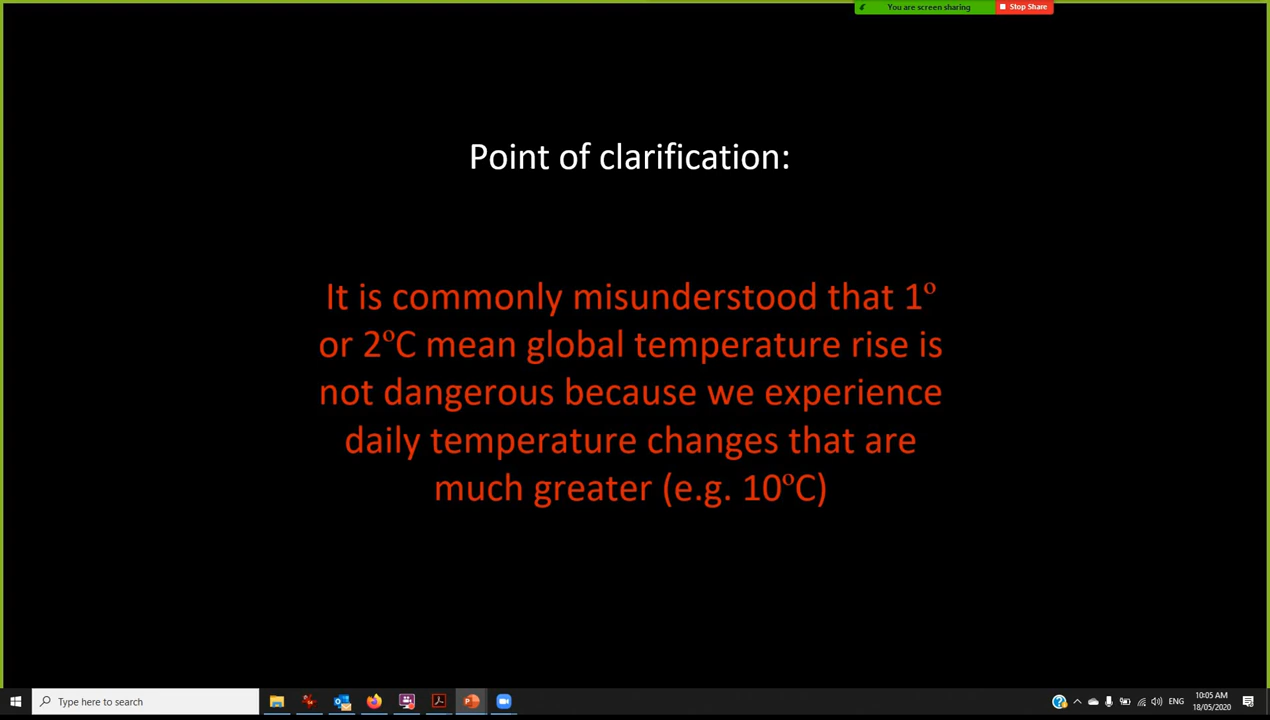 You are screen sharing
Stop Share
Point of clarification:
It is commonly misunderstood that 1º
or 2ºC mean global temperature rise is
not dangerous because we experience
daily temperature changes that are
much greater (e.g. 10ºC)
Type here to search
ENG
10:05 AM
18/05/2020